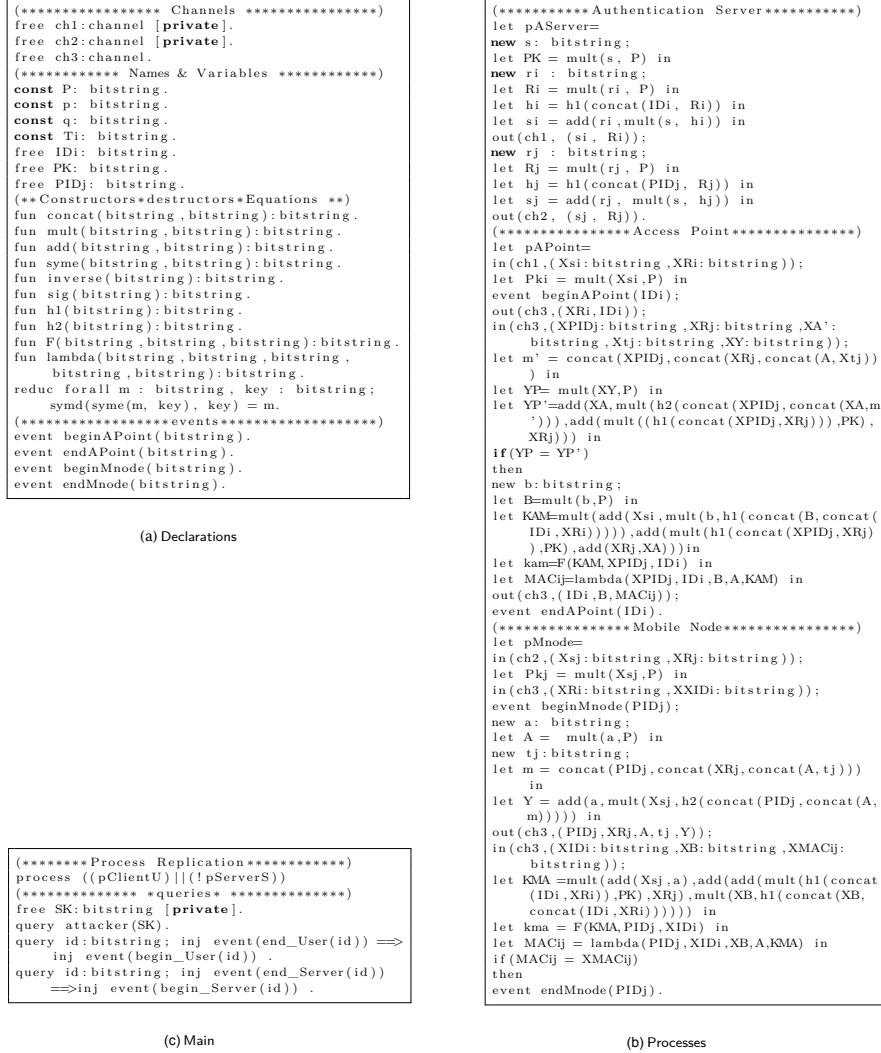 (***************** Channels ****************)
free ch1:channel [private].
free ch2:channel [private].
free ch3:channel.
(************ Names & Variables ************)
const P: bitstring.
const p: bitstring.
const q: bitstring.
const Ti: bitstring.
free IDi: bitstring.
free PK: bitstring.
free PIDj: bitstring.
(**Constructors*destructors*Equations **)
fun concat(bitstring,bitstring):bitstring.
fun mult(bitstring,bitstring):bitstring.
fun add(bitstring,bitstring):bitstring.
fun syme(bitstring,bitstring):bitstring.
fun inverse(bitstring):bitstring.
fun sig(bitstring):bitstring.
fun h1(bitstring):bitstring.
fun h2(bitstring):bitstring.
fun F(bitstring,bitstring,bitstring):bitstring.
fun lambda(bitstring,bitstring,bitstring,
bitstring,bitstring):bitstring.
reduc forall m : bitstring, key : bitstring;
symd(syme(m, key), key) = m.
(******************events*******************)
event beginAPoint(bitstring).
event endAPoint(bitstring).
event beginMnode(bitstring).
event endMnode(bitstring).
(a) Declarations
(********Process Replication************)
process ((pClientU)||(!pServerS))
(************** *queries* **************)
free SK:bitstring [private].
query attacker(SK).
query id:bitstring; inj event(end_User(id)) ==>
inj event(begin_User(id)) .
query id:bitstring; inj event(end_Server(id))
==>inj event(begin_Server(id)) .
(c) Main
(***********Authentication Server***********)
let pAServer=
new s: bitstring;
let PK = mult(s, P) in
new ri : bitstring;
let Ri = mult(ri, P) in
let hi = h1(concat(IDi, Ri)) in
let si = add(ri,mult(s, hi)) in
out(ch1, (si, Ri));
new rj : bitstring;
let Rj = mult(rj, P) in
let hj = h1(concat(PIDj, Rj)) in
let sj = add(rj, mult(s, hj)) in
out(ch2, (sj, Rj)).
(****************Access Point***************)
let pAPoint=
in(ch1,(Xsi:bitstring,XRi:bitstring));
let Pki = mult(Xsi,P) in
event beginAPoint(IDi);
out(ch3,(XRi,IDi));
in(ch3,(XPIDj:bitstring,XRj:bitstring,XA':
bitstring,Xtj:bitstring,XY:bitstring));
let m' = concat(XPIDj,concat(XRj,concat(A,Xtj))
) in
let YP= mult(XY,P) in
let YP'=add(XA,mult(h2(concat(XPIDj,concat(XA,m
'))),add(mult((h1(concat(XPIDj,XRj))),PK),
XRj))) in
if(YP = YP')
then
new b:bitstring;
let B=mult(b,P) in
let KAM=mult(add(Xsi,mult(b,h1(concat(B,concat(
IDi,XRi))))),add(mult(h1(concat(XPIDj,XRj)
),PK),add(XRj,XA)))in
let kam=F(KAM,XPIDj,IDi) in
let MACij=lambda(XPIDj,IDi,B,A,KAM) in
out(ch3,(IDi,B,MACij));
event endAPoint(IDi).
(****************Mobile Node****************)
let pMnode=
in(ch2,(Xsj:bitstring,XRj:bitstring));
let Pkj = mult(Xsj,P) in
in(ch3,(XRi:bitstring,XXIDi:bitstring));
event beginMnode(PIDj);
new a: bitstring;
let A = mult(a,P) in
new tj:bitstring;
let m = concat(PIDj,concat(XRj,concat(A,tj)))
in
let Y = add(a,mult(Xsj,h2(concat(PIDj,concat(A,
m))))) in
out(ch3,(PIDj,XRj,A,tj,Y));
in(ch3,(XIDi:bitstring,XB:bitstring,XMACij:
bitstring));
let KMA =mult(add(Xsj,a),add(add(mult(h1(concat
(IDi,XRi)),PK),XRj),mult(XB,h1(concat(XB,
concat(IDi,XRi)))))) in
let kma = F(KMA,PIDj,XIDi) in
let MACij = lambda(PIDj,XIDi,XB,A,KMA) in
if(MACij = XMACij)
then
event endMnode(PIDj).
(b) Processes